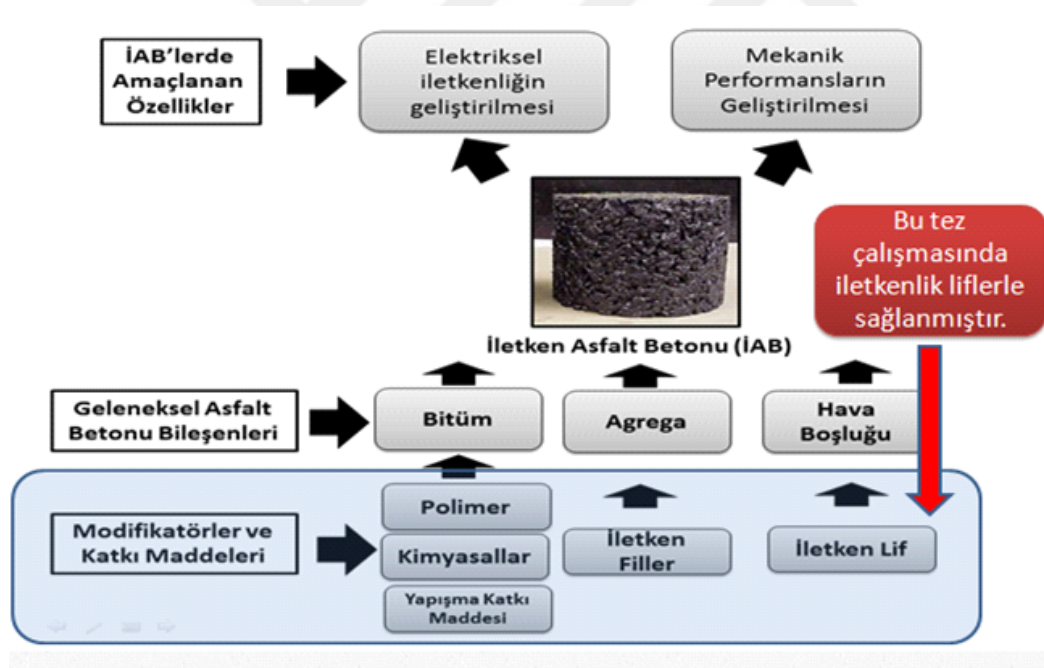 İAB'lerde
Amaçlanan
Özellikler
Elektriksel
iletkenliğin
geliştirilmesi
Mekanik
Performansların
Geliştirilmesi
Bu tez
çalışmasında
iletkenlik liflerle
sağlanmıştır.
İletken Asfalt Betonu (İAB)
Geleneksel Asfalt
Betonu Bileşenleri
Bitüm
Agrega
Hava
Boşluğu
Modifikatörler ve
Katkı Maddeleri
Polimer
Kimyasallar
Yapışma Katkı
Maddesi
İletken
Filler
İletken Lif